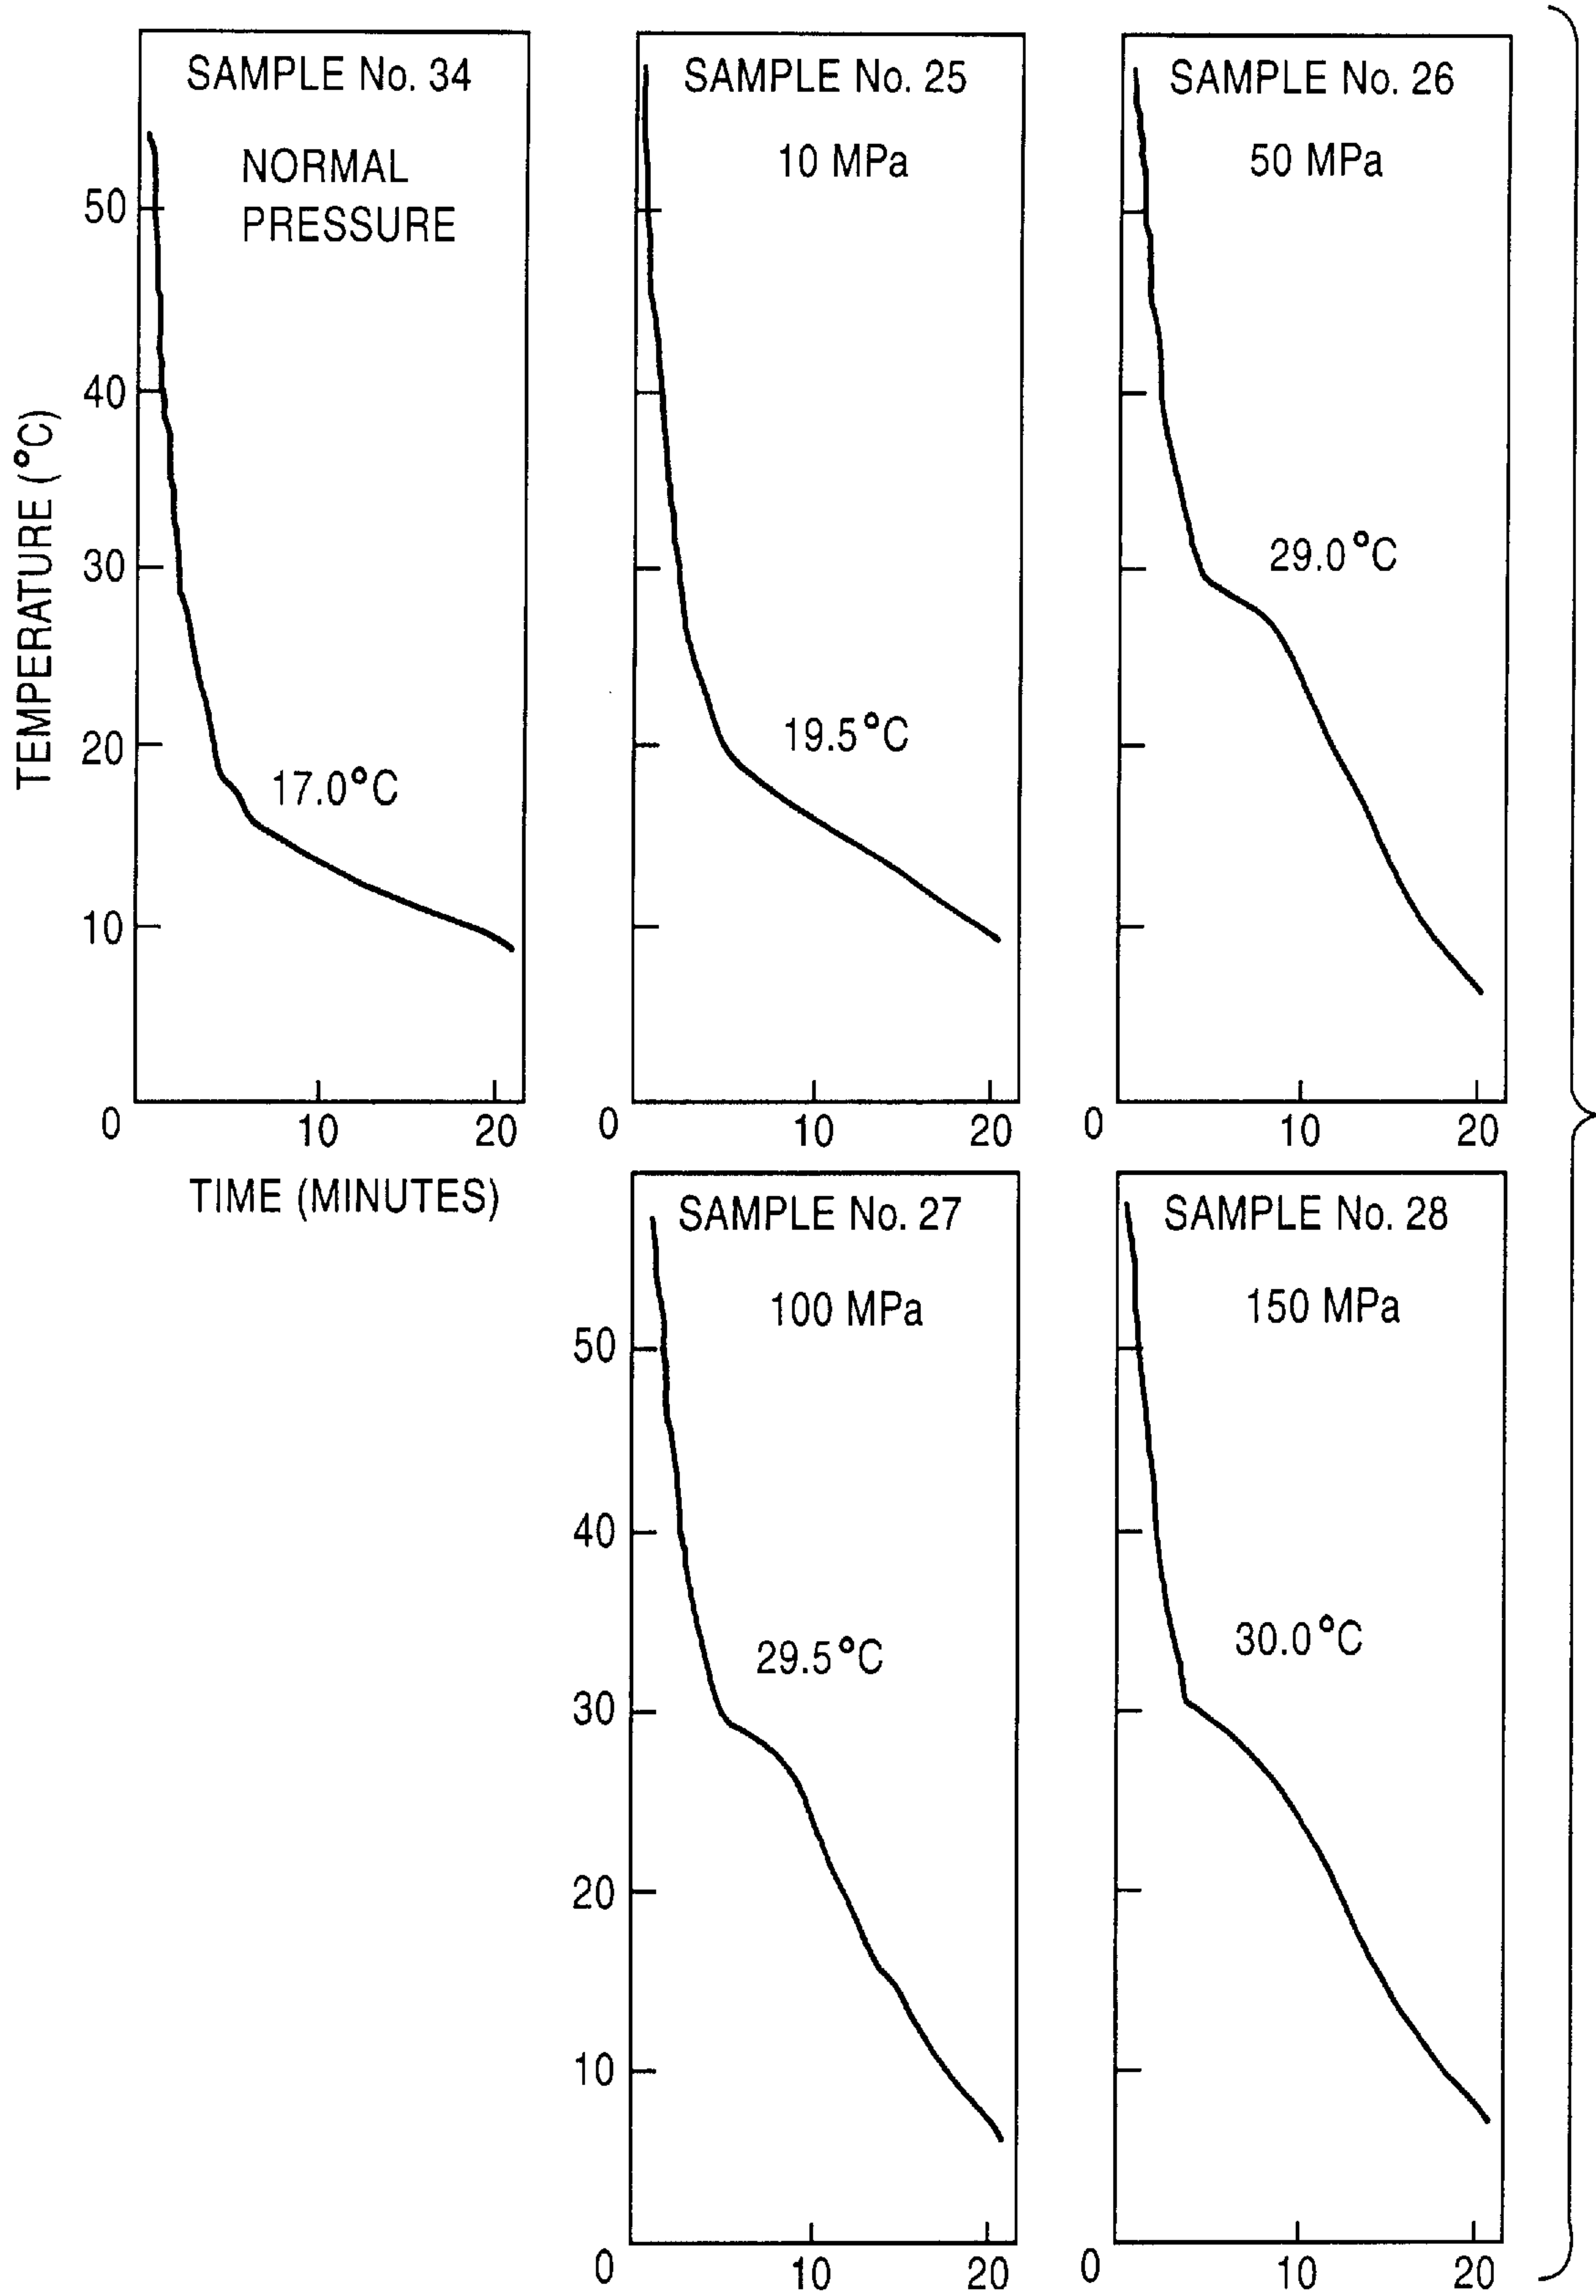 SAMPLE No. 34
NORMAL
PRESSURE
17.0°C
TEMPERATURE (°C)
50
40
30
20
10
0
10
20
TIME (MINUTES)
SAMPLE No. 25
10 MPa
19.5°C
0
10
20
SAMPLE No. 26
50 MPa
29.0°C
0
10
20
SAMPLE No. 27
100 MPa
29.5°C
50
40
30
20
10
0
10
20
SAMPLE No. 28
150 MPa
30.0°C
0
10
20